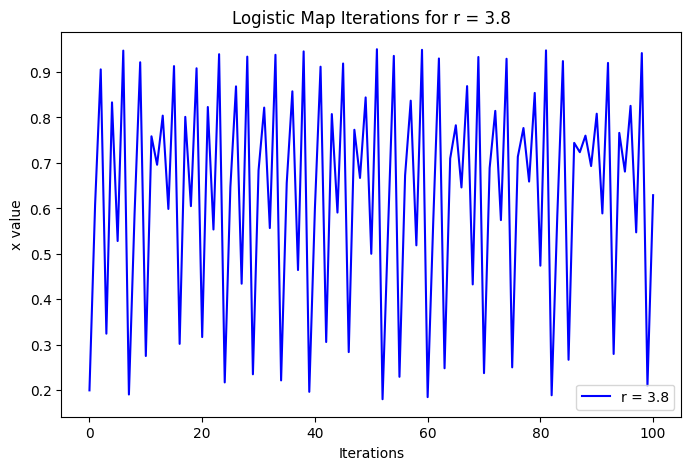 Logistic Map Iterations for r = 3.8
x value
0.9
0.8
0.7
0.6
0.5
0.4
0.3
0.2
0 20 40 60 80 100
Iterations
r = 3.8